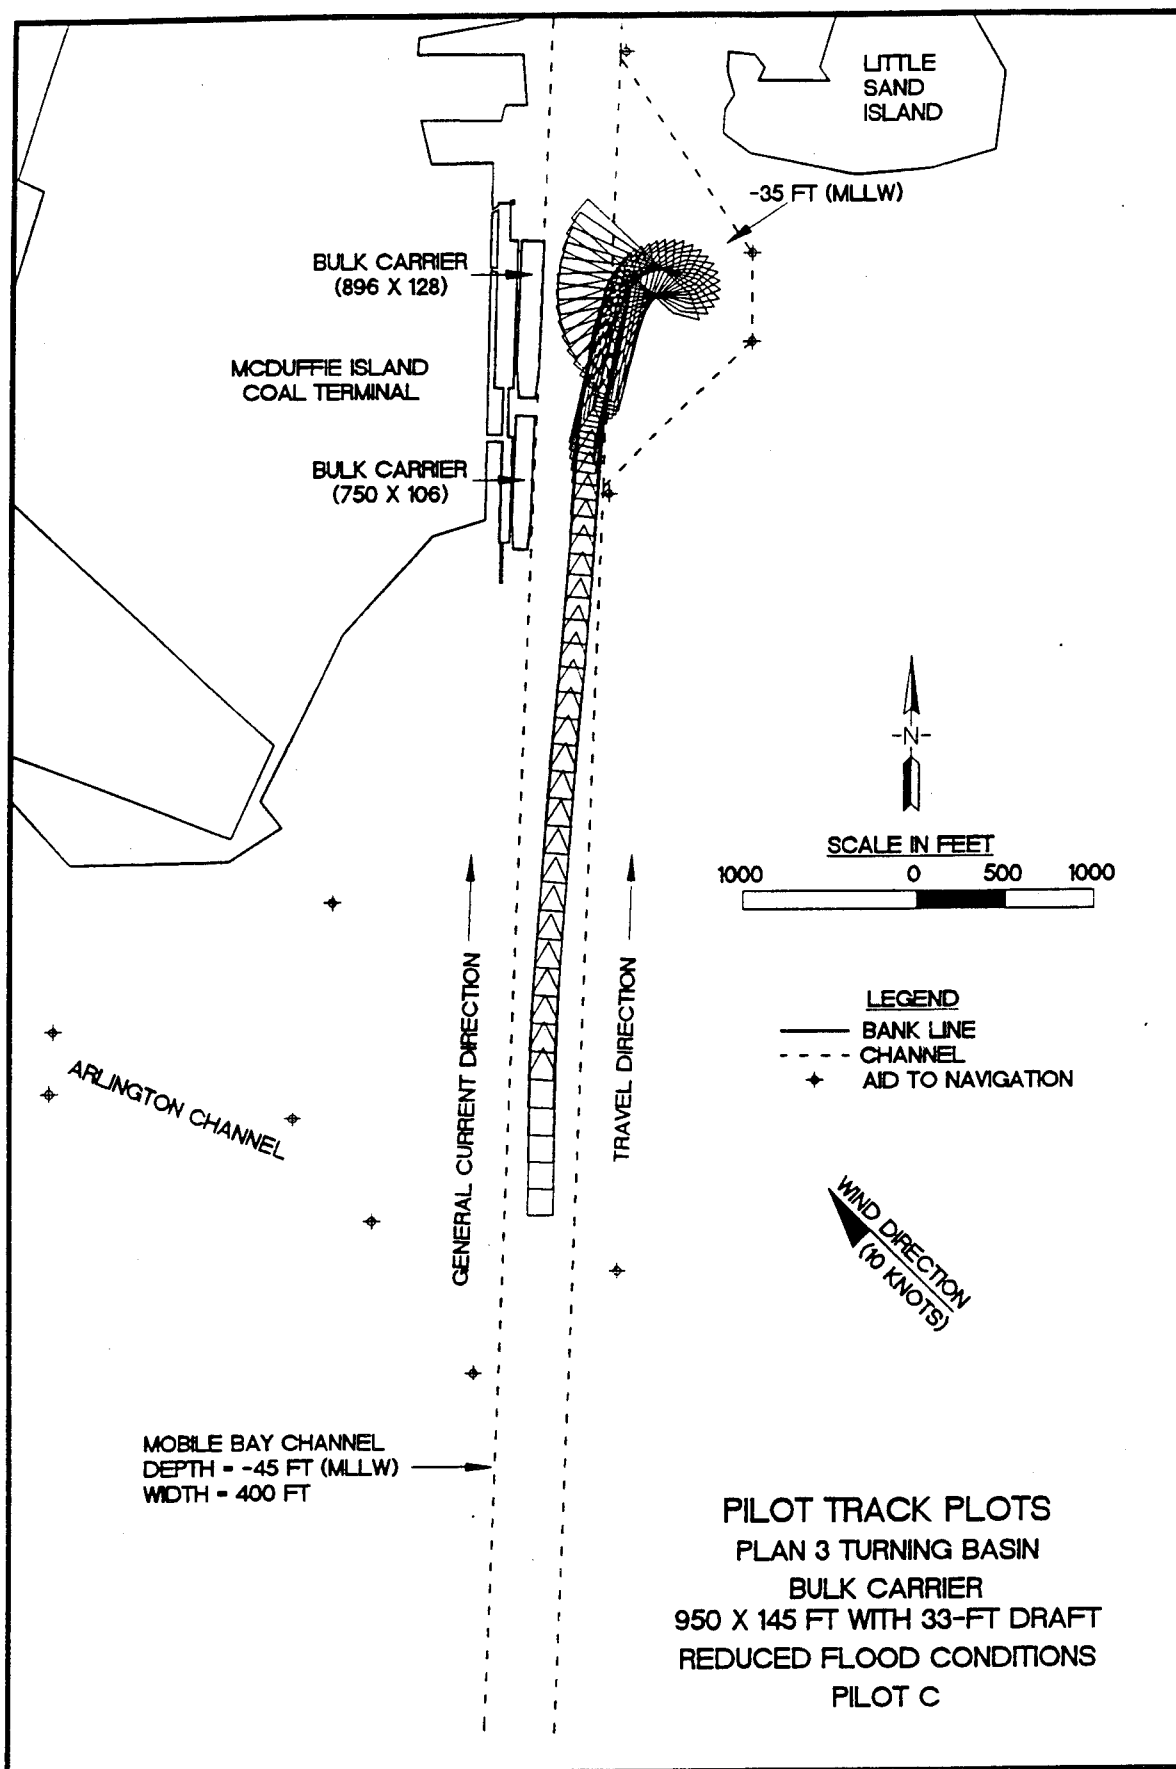 LITTLE
SAND
ISLAND
-35 FT (MLLW)
BULK CARRIER
(896 X 128)
MCDUFFIE ISLAND
COAL TERMINAL
BULK CARRIER
(750 X 106)
-N-
SCALE IN FEET
1000 0 500 1000
GENERAL CURRENT DIRECTION
TRAVEL DIRECTION
LEGEND
BANK LINE
CHANNEL
AID TO NAVIGATION
ARLINGTON CHANNEL
WIND DIRECTION
(10 KNOTS)
MOBILE BAY CHANNEL
DEPTH = -45 FT (MLLW)
WIDTH = 400 FT
PILOT TRACK PLOTS
PLAN 3 TURNING BASIN
BULK CARRIER
950 X 145 FT WITH 33-FT DRAFT
REDUCED FLOOD CONDITIONS
PILOT C